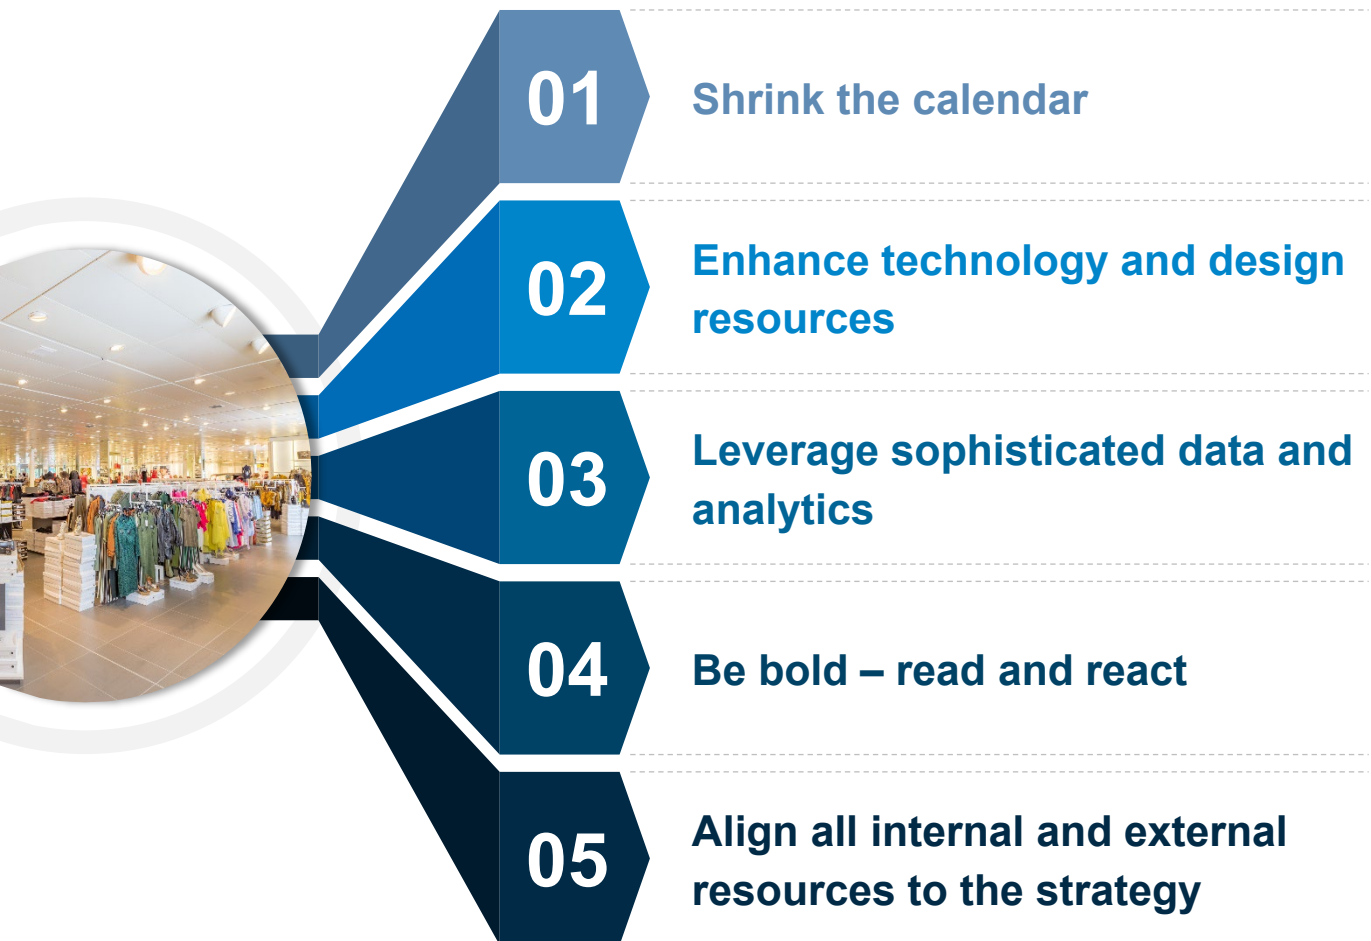 01
Shrink the calendar
02
Enhance technology and design
resources
03
Leverage sophisticated data and
analytics
04
Be bold – read and react
05
Align all internal and external
resources to the strategy